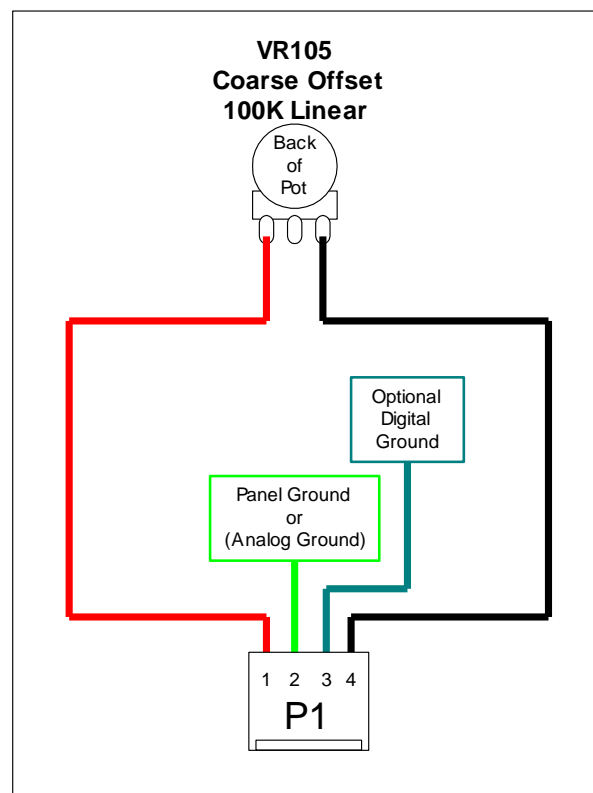 VR105
Coarse Offset
100K Linear
Back
of
Pot
Optional
Digital
Ground
Panel Ground
or
(Analog Ground)
1 2 3 4
P1